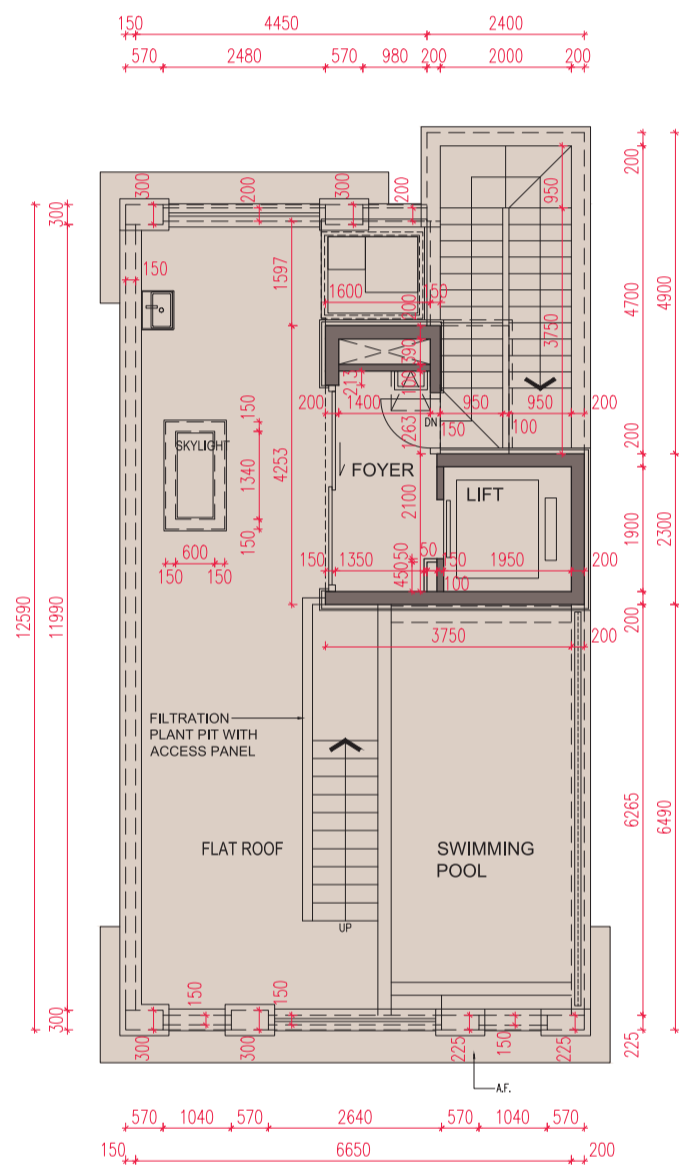 150 4450 2400
570 2480 570 980 200 2000 200
300 200 300 200 950 200
300
150 1597 4700 4900
1600 150 3750
200
390
100
213
200 1400 950 950 200
DN
150 100
150 1263 200
SKYLIGHT
1340 4253 FOYER
LIFT
2100
1900 2300
150
600 150 1350 50 150 1950 200
150 150 450 50 100
12590 11990
3750 200 200
FILTRATION
PLANT PIT WITH
ACCESS PANEL
6265 6490
FLAT ROOF SWIMMING
POOL
UP
150 150
300 300 300 225 150 225 225
A.F.
570 1040 570 2640 570 1040 570
150 6650 200